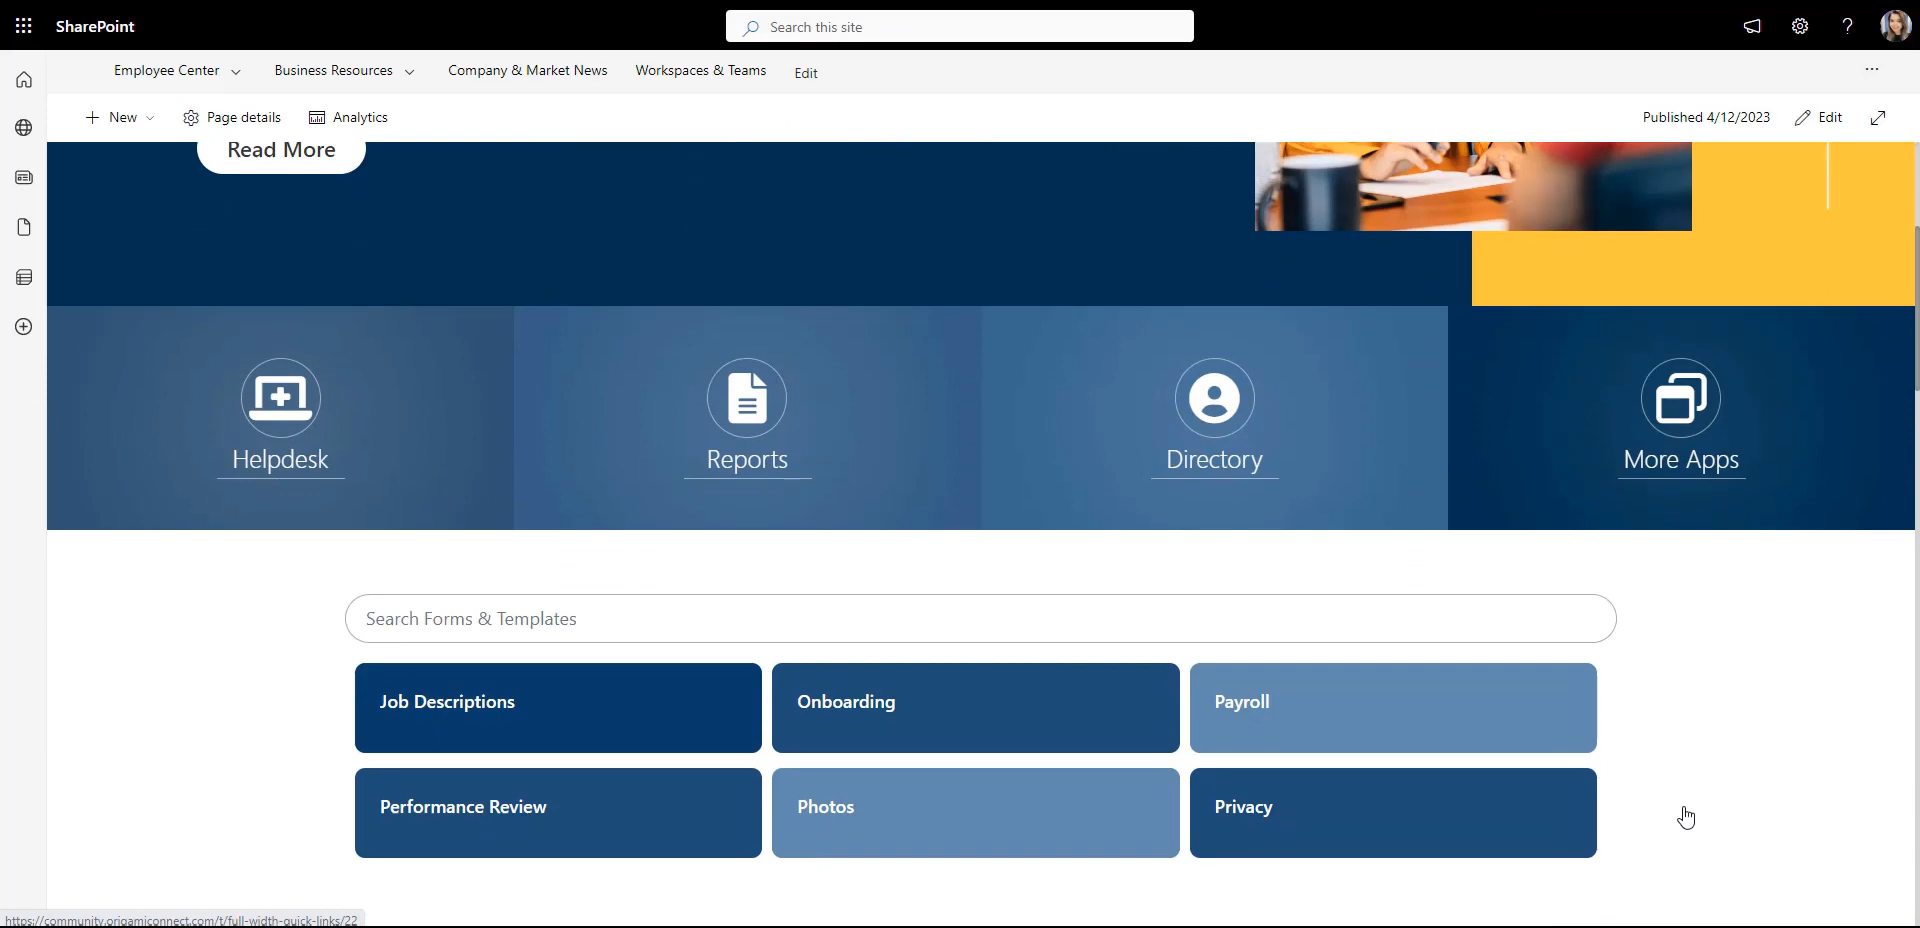 SharePoint
Search this site
Employee Center
Business Resources
Company & Market News
Workspaces & Teams
Edit
New
Page details
Analytics
Published 4/12/2023
Edit
Read More
Helpdesk
Reports
Directory
More Apps
Search Forms & Templates
Job Descriptions
Onboarding
Payroll
Performance Review
Photos
Privacy
https://community.origamiconnect.com/t/full-width-quick-links/22